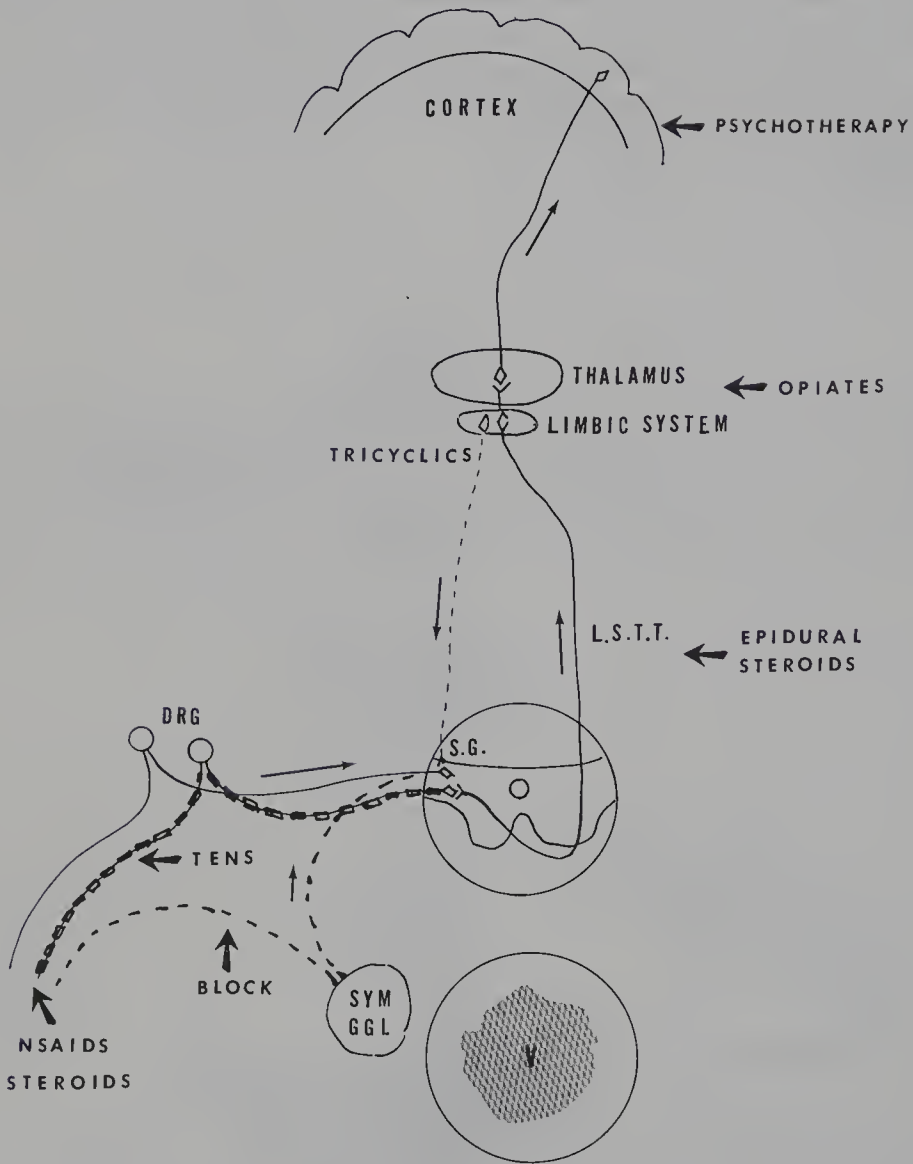 CORTEX
PSYCHOTHERAPY
THALAMUS
OPIATES
LIMBIC SYSTEM
TRICYCLICS
L.S.T.T.
EPIDURAL
STEROIDS
DRG
S.G.
TENS
BLOCK
SYM
GGL
NSAIDS
STEROIDS
V